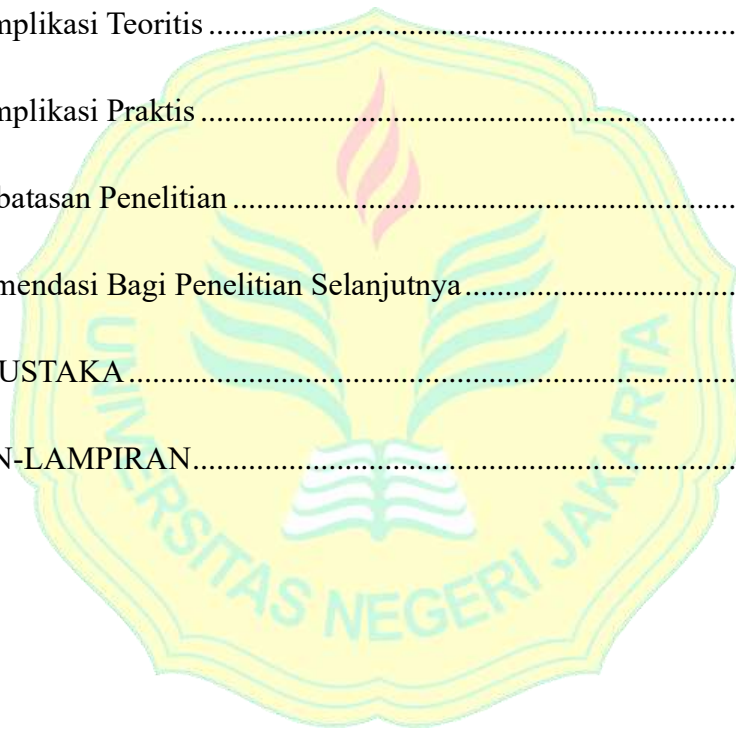 mplikasi Teoritis ....................................................................
mplikasi Praktis .....................................................................
batasan Penelitian .................................................................
mendasi Bagi Penelitian Selanjutnya ....................................
USTAKA ..............................................................................
N-LAMPIRAN.......................................................................
UNIVERSITAS NEGERI JAKARTA